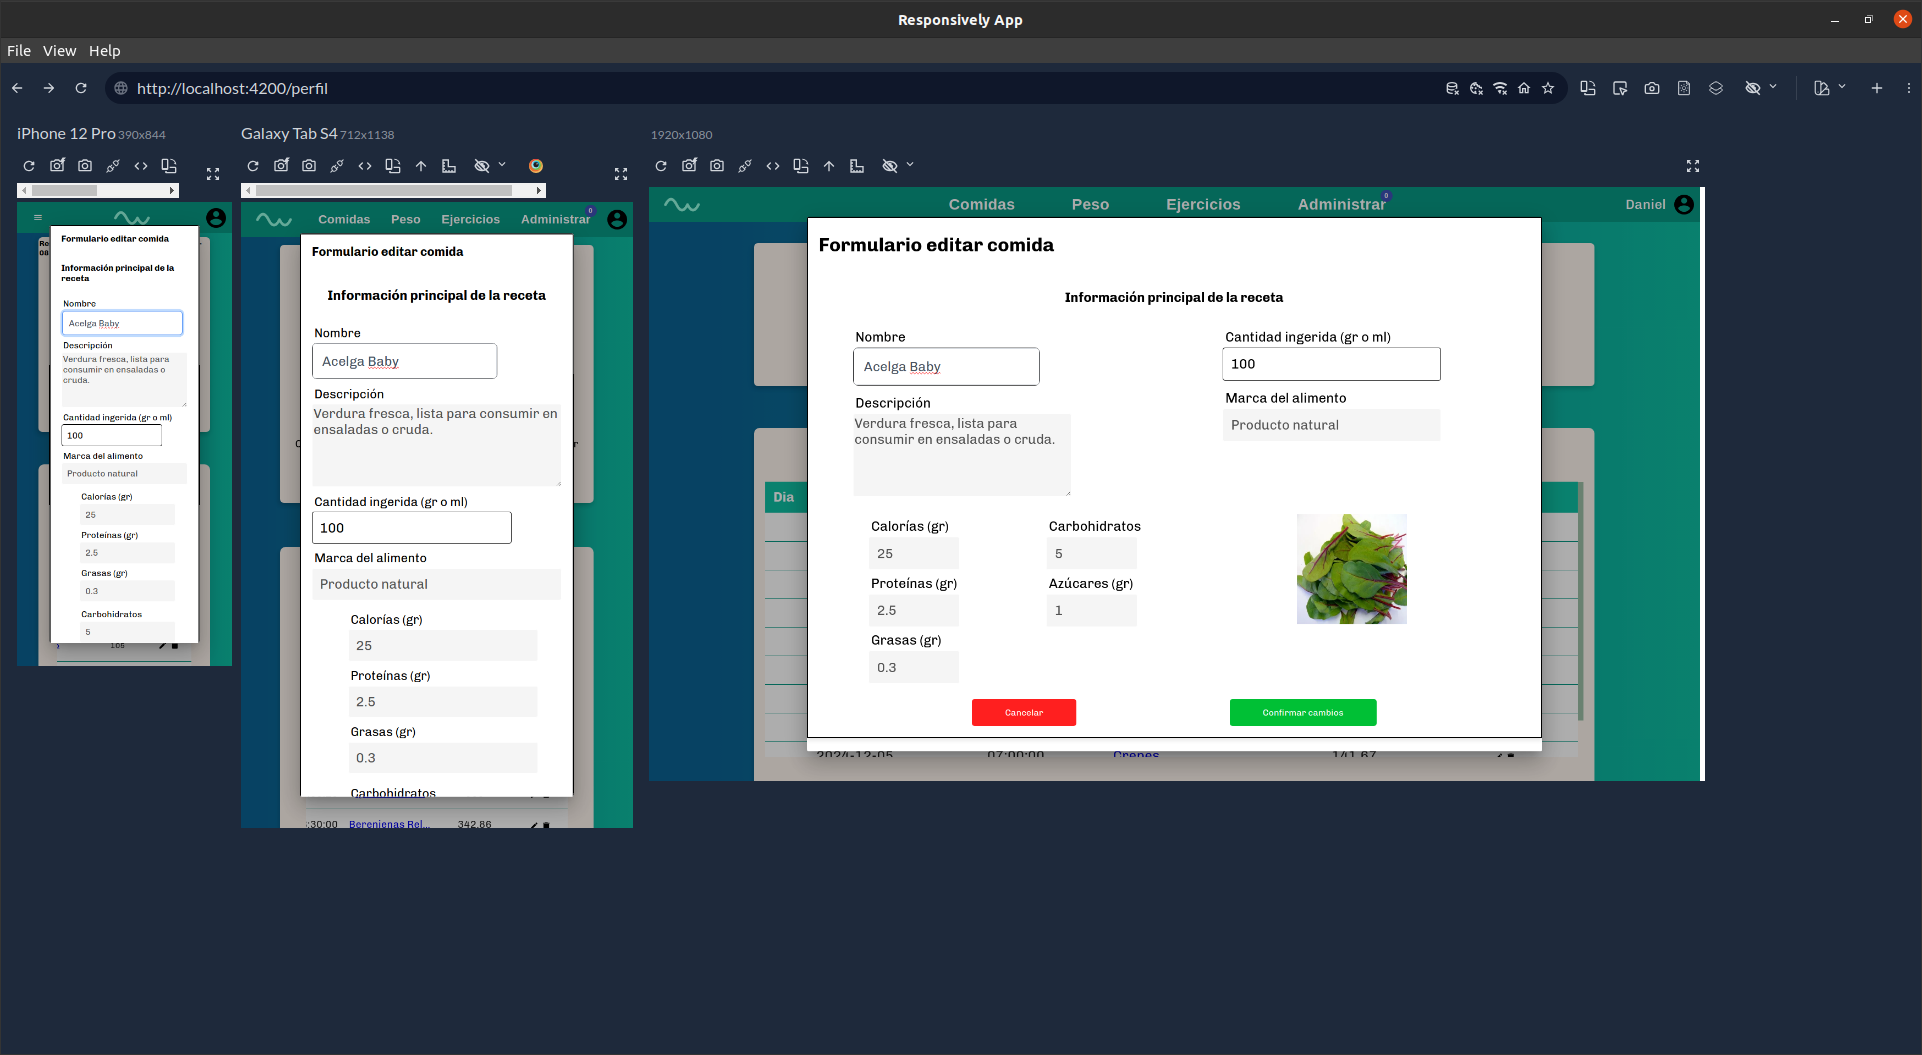 Responsively App
File View Help
http://localhost:4200/perfil
iPhone 12 Pro 390x844
Formulario editar comida
Información principal de la
receta
Nombre
Acelga Baby
Descripción
Verdura fresca, lista para
consumir en ensaladas o
cruda.
Cantidad ingerida (gr o ml)
100
Marca del alimento
Producto natural
Calorías (gr)
25
Proteínas (gr)
2.5
Grasas (gr)
0.3
Carbohidratos
5
105
Galaxy Tab S4 712x1138
Comidas Peso Ejercicios Administrar 0
Formulario editar comida
Información principal de la receta
Nombre
Acelga Baby
Descripción
Verdura fresca, lista para consumir en
ensaladas o cruda.
Cantidad ingerida (gr o ml)
100
Marca del alimento
Producto natural
Calorías (gr)
25
Proteínas (gr)
2.5
Grasas (gr)
0.3
Carbohidratos
:30:00 Berenjenas Rel... 342.86
1920x1080
Comidas Peso Ejercicios Administrar 0 Daniel
Formulario editar comida
Información principal de la receta
Nombre
Acelga Baby
Cantidad ingerida (gr o ml)
100
Descripción
Verdura fresca, lista para
consumir en ensaladas o cruda.
Marca del alimento
Producto natural
Dia
Calorías (gr) Carbohidratos
25 5
Proteínas (gr) Azúcares (gr)
2.5 1
Grasas (gr)
0.3
Cancelar Confirmar cambios
2024-12-05 07:00:00 Crepes 141.67